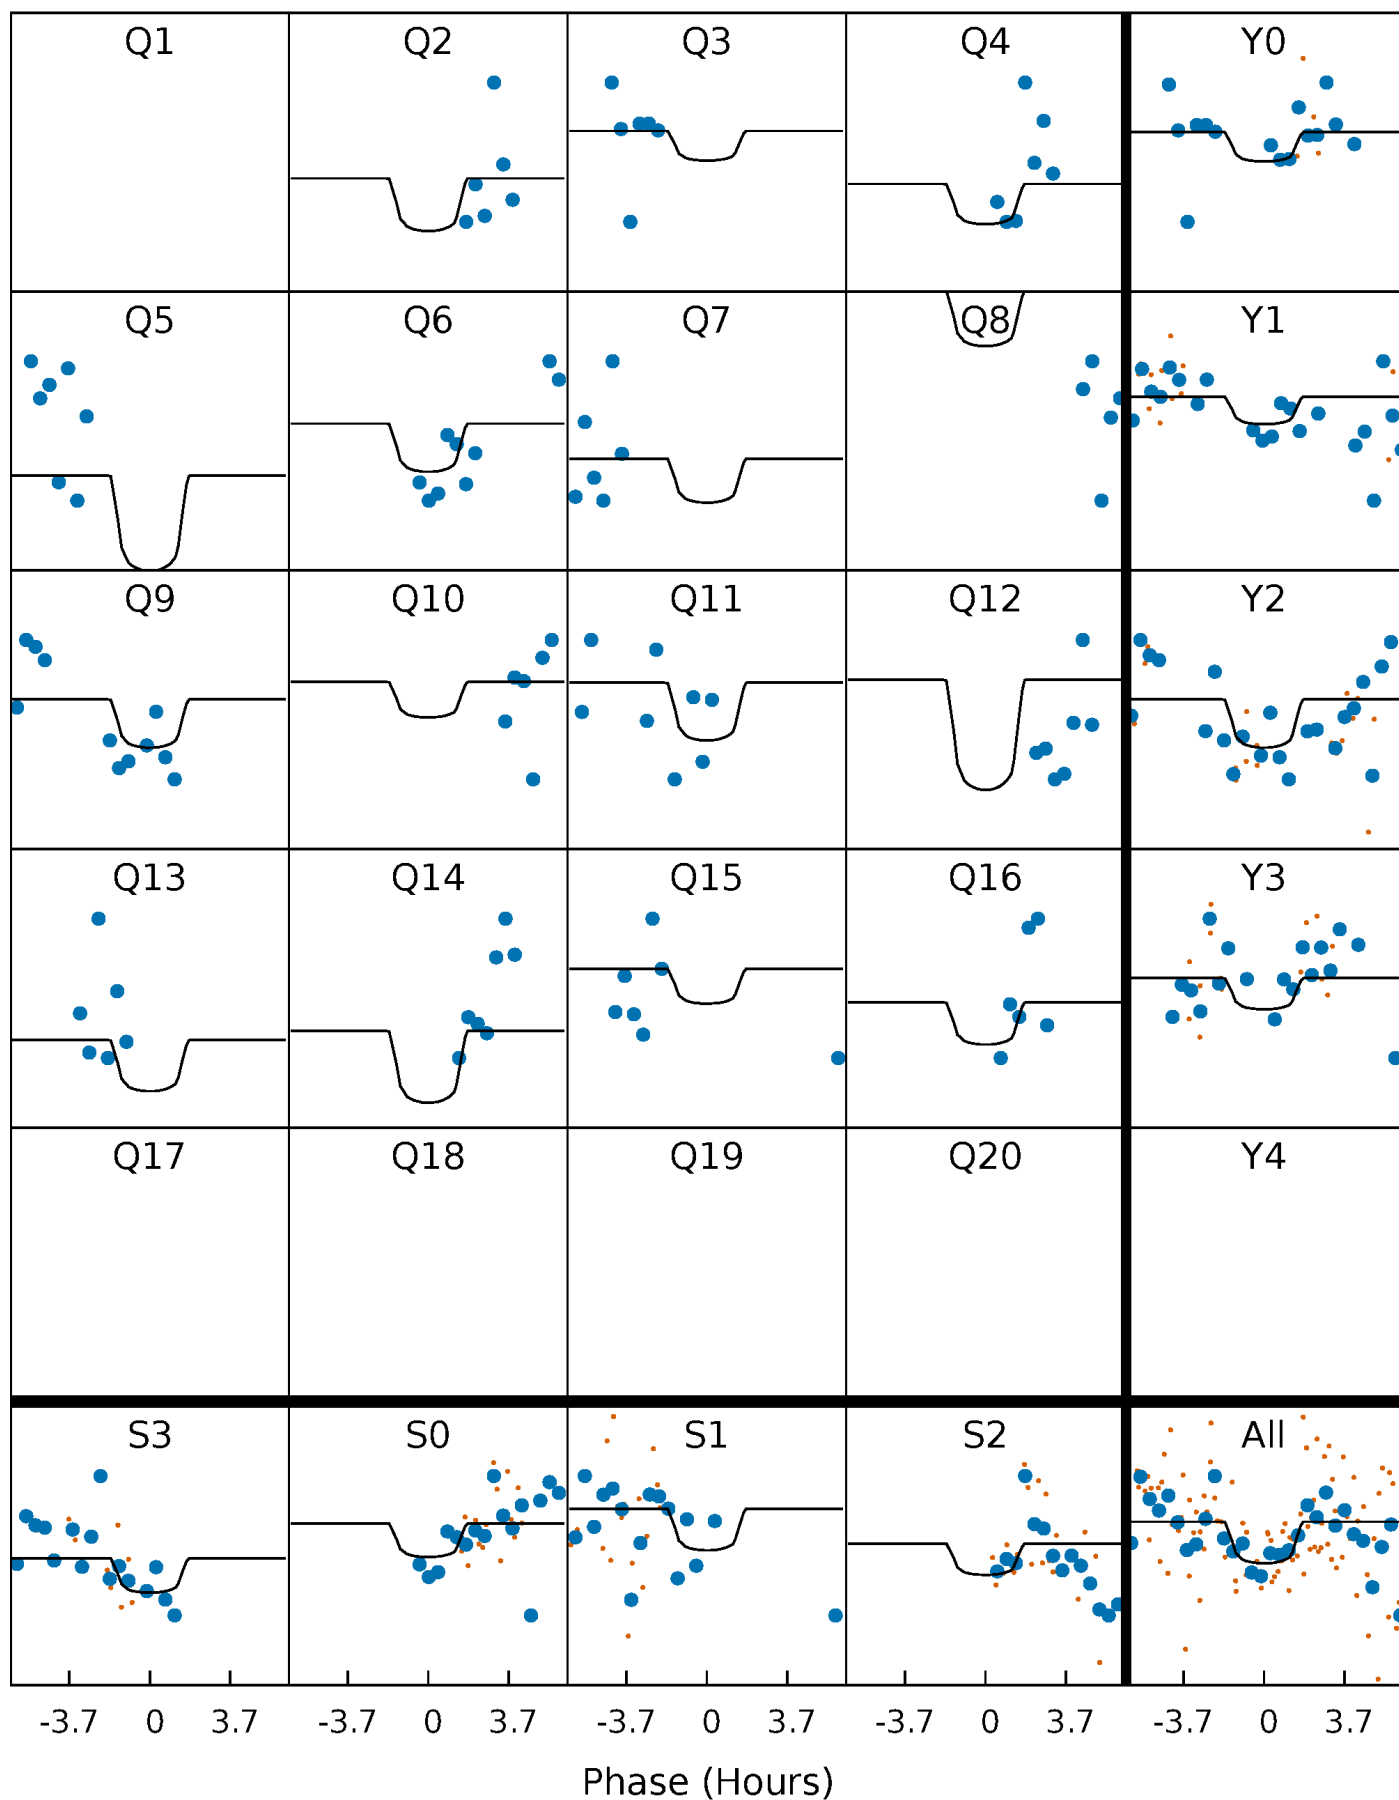 Q1 Q2 Q3 Q4 Y0
Q5 Q6 Q7 Q8 Y1
Q9 Q10 Q11 Q12 Y2
Q13 Q14 Q15 Q16 Y3
Q17 Q18 Q19 Q20 Y4
S3 S0 S1 S2 All
-3.7 0 3.7 -3.7 0 3.7 -3.7 0 3.7 -3.7 0 3.7 -3.7 0 3.7
Phase (Hours)